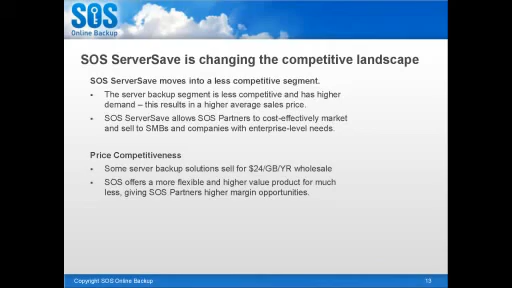 SOS
Online Backup
SOS ServerSave is changing the competitive landscape
SOS ServerSave moves into a less competitive segment.
• The server backup segment is less competitive and has higher
demand – this results in a higher average sales price.
• SOS ServerSave allows SOS Partners to cost-effectively market
and sell to SMBs and companies with enterprise-level needs.
Price Competitiveness
• Some server backup solutions sell for $24/GB/YR wholesale
• SOS offers a more flexible and higher value product for much
less, giving SOS Partners higher margin opportunities.
Copyright SOS Online Backup
13